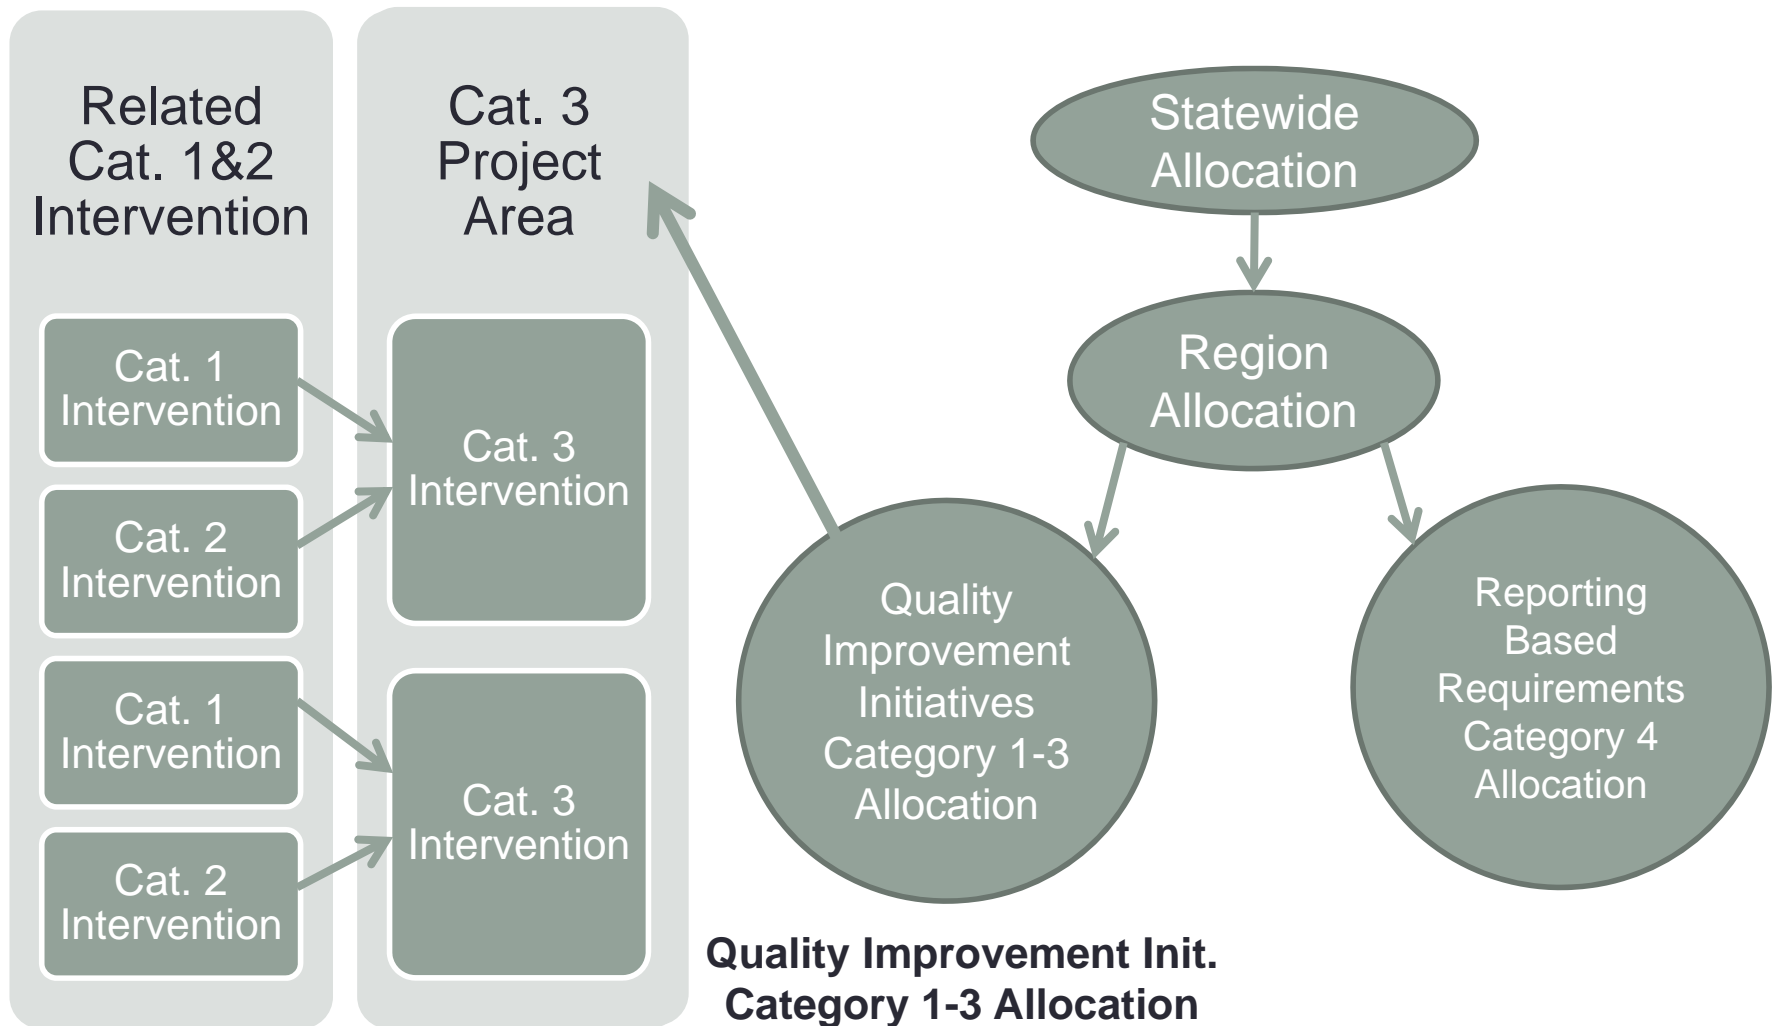 Related
Cat. 1&2
Intervention
Cat. 1
Intervention
Cat. 2
Intervention
Cat. 1
Intervention
Cat. 2
Intervention
Cat. 3
Project
Area
Cat. 3
Intervention
Cat. 3
Intervention
Statewide
Allocation
Region
Allocation
Quality
Improvement
Initiatives
Category 1-3
Allocation
Reporting
Based
Requirements
Category 4
Allocation
Quality Improvement Init.
Category 1-3 Allocation